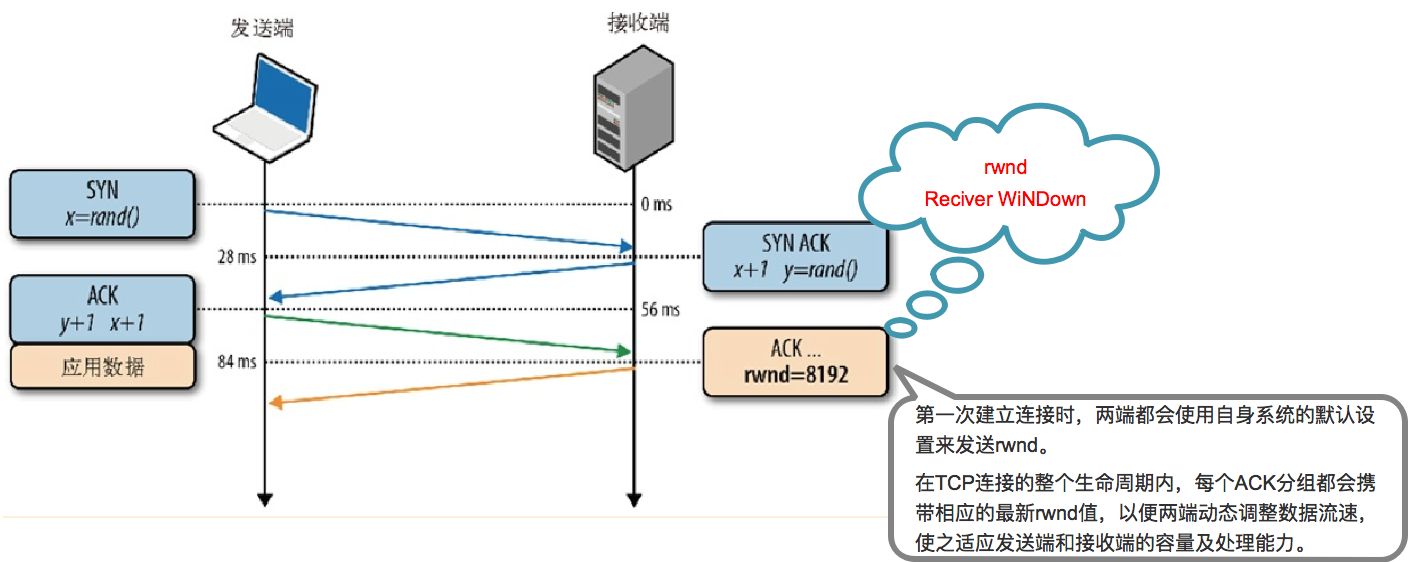 发送端
接收端
SYN
x=rand()
0 ms
rwnd
Reciver WiNDown
28 ms
SYN ACK
x+1 y=rand()
ACK
y+1 x+1
56 ms
应用数据
84 ms
ACK ...
rwnd=8192
第一次建立连接时，两端都会使用自身系统的默认设
置来发送rwnd。
在TCP连接的整个生命周期内，每个ACK分组都会携
带相应的最新rwnd值，以便两端动态调整数据流速，
使之适应发送端和接收端的容量及处理能力。